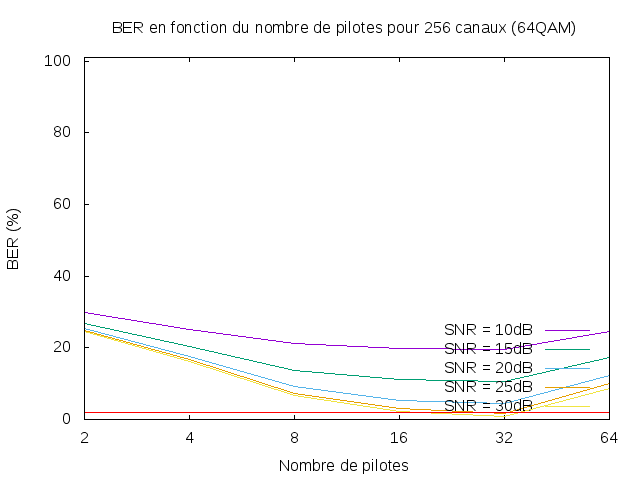 BER en fonction du nombre de pilotes pour 256 canaux (64QAM)
100
80
60
40
20
0
BER (%)
SNR = 10dB
SNR = 15dB
SNR = 20dB
SNR = 25dB
SNR = 30dB
2 4 8 16 32 64
Nombre de pilotes